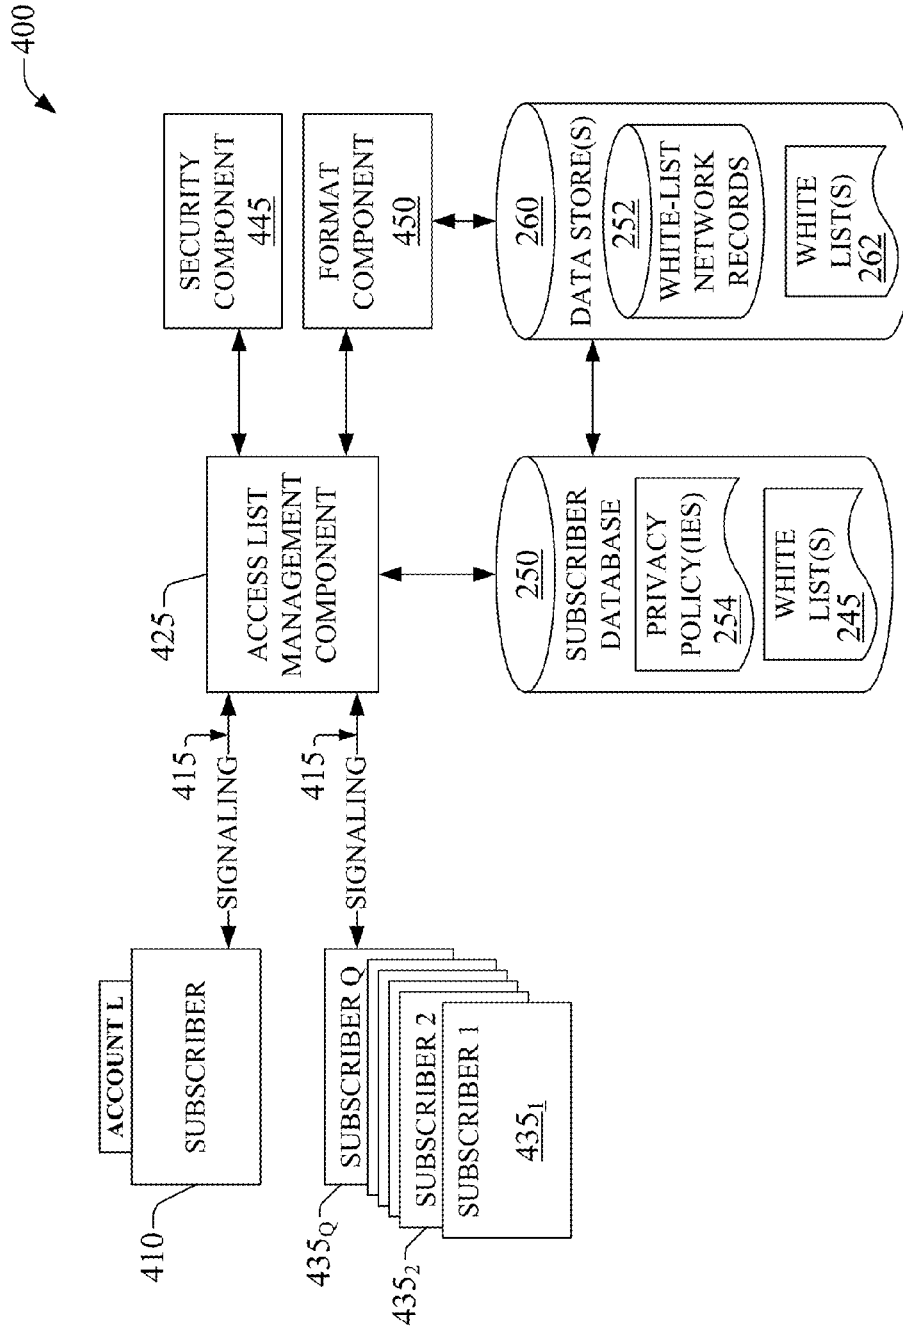 400
ACCOUNT L
SUBSCRIBER
410
SIGNALING
415
425
ACCESS LIST
MANAGEMENT
COMPONENT
SECURITY
COMPONENT
445
FORMAT
COMPONENT
450
SUBSCRIBER Q
435Q
SUBSCRIBER 2
435₂
SUBSCRIBER 1
435₁
SIGNALING
415
250
SUBSCRIBER
DATABASE
PRIVACY
POLICY(IES)
254
WHITE
LIST(S)
245
260
DATA STORE(S)
252
WHITE-LIST
NETWORK
RECORDS
WHITE
LIST(S)
262